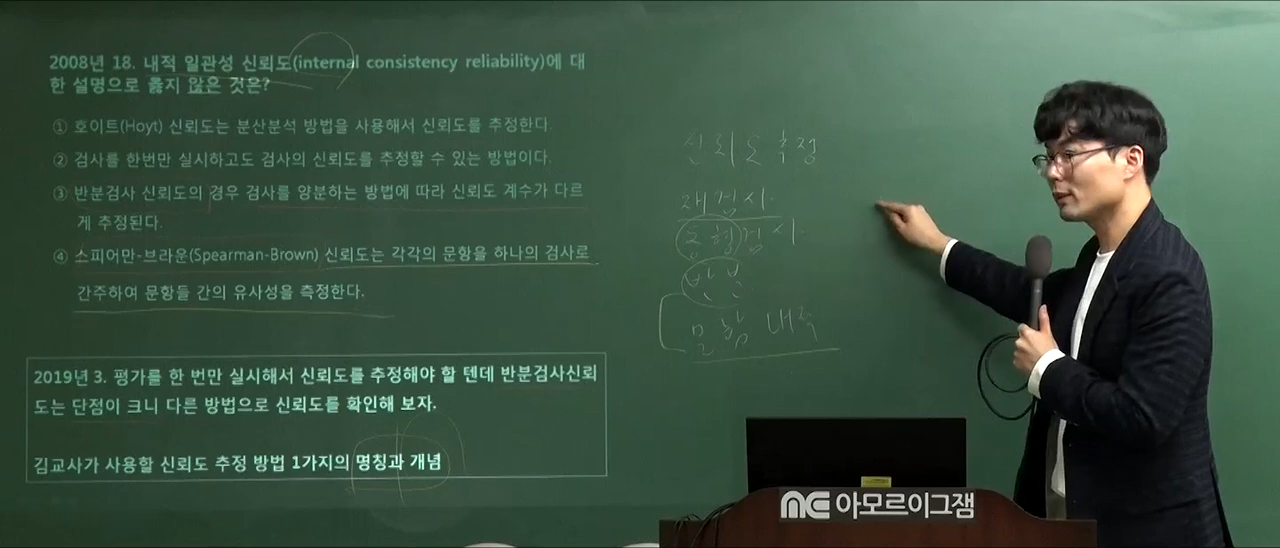 2008년 18. 내적 일관성 신뢰도(internal consistency reliability)에 대
한 설명으로 옳지 않은 것은?
① 호이트(Hoyt) 신뢰도는 분산분석 방법을 사용해서 신뢰도를 추정한다.
② 검사를 한번만 실시하고도 검사의 신뢰도를 추정할 수 있는 방법이다.
③ 반분검사 신뢰도의 경우 검사를 양분하는 방법에 따라 신뢰도 계수가 다르
게 추정된다.
④ 스피어만-브라운(Spearman-Brown) 신뢰도는 각각의 문항을 하나의 검사로
간주하여 문항들 간의 유사성을 측정한다.
2019년 3. 평가를 한 번만 실시해서 신뢰도를 추정해야 할 텐데 반분검사신뢰
도는 단점이 크니 다른 방법으로 신뢰도를 확인해 보자.
김교사가 사용할 신뢰도 추정 방법 1가지의 명칭과 개념
신뢰도 추정
재검사
동형검사
반분
문항 내적
아모르이그잼